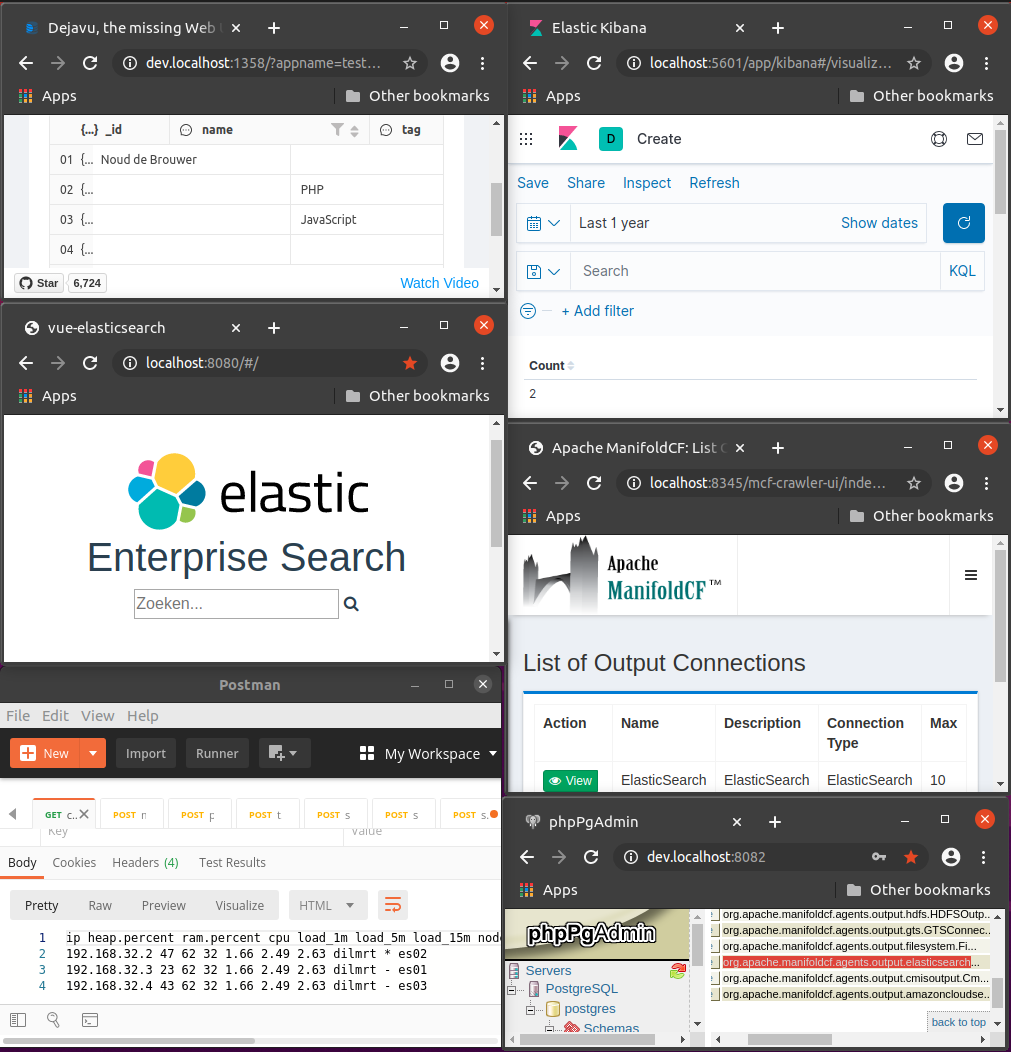 Dejavu, the missing Web
dev.localhost:1358/?appname=test...
Apps
Other bookmarks
{...} _id name tag
01 {... Noud de Brouwer
02 {... PHP
03 {... JavaScript
04 {...
Star 6,724
Watch Video
vue-elasticsearch
localhost:8080/#/
Apps
Other bookmarks
elastic
Enterprise Search
Zoeken...
Postman
File Edit View Help
New Import Runner My Workspace
GET c.. POST n POST p POST t POST s POST s POST s.
Key Value
Body Cookies Headers (4) Test Results
Pretty Raw Preview Visualize HTML
1 ip heap.percent ram.percent cpu load_1m load_5m load_15m node
2 192.168.32.2 47 62 32 1.66 2.49 2.63 dilmrt * es02
3 192.168.32.3 23 62 32 1.66 2.49 2.63 dilmrt - es01
4 192.168.32.4 43 62 32 1.66 2.49 2.63 dilmrt - es03
Elastic Kibana
localhost:5601/app/kibana#/visualiz...
Apps
Other bookmarks
D Create
Save Share Inspect Refresh
Last 1 year Show dates
Search KQL
+ Add filter
Count
2
Apache ManifoldCF: List
localhost:8345/mcf-crawler-ui/inde...
Apps
Other bookmarks
Apache
ManifoldCF™
List of Output Connections
Action Name Description Connection Type Max
View ElasticSearch ElasticSearch ElasticSearch 10
phpPgAdmin
dev.localhost:8082
Apps
Other bookmarks
phpPgAdmin
Servers
PostgreSQL
postgres
Schemas
org.apache.manifoldcf.agents.output.hdfs.HDFSOutp...
org.apache.manifoldcf.agents.output.gts.GTSConnec...
org.apache.manifoldcf.agents.output.filesystem.Fi...
org.apache.manifoldcf.agents.output.elasticsearch...
org.apache.manifoldcf.agents.output.cmisoutput.Cm...
org.apache.manifoldcf.agents.output.amazoncloudse...
back to top